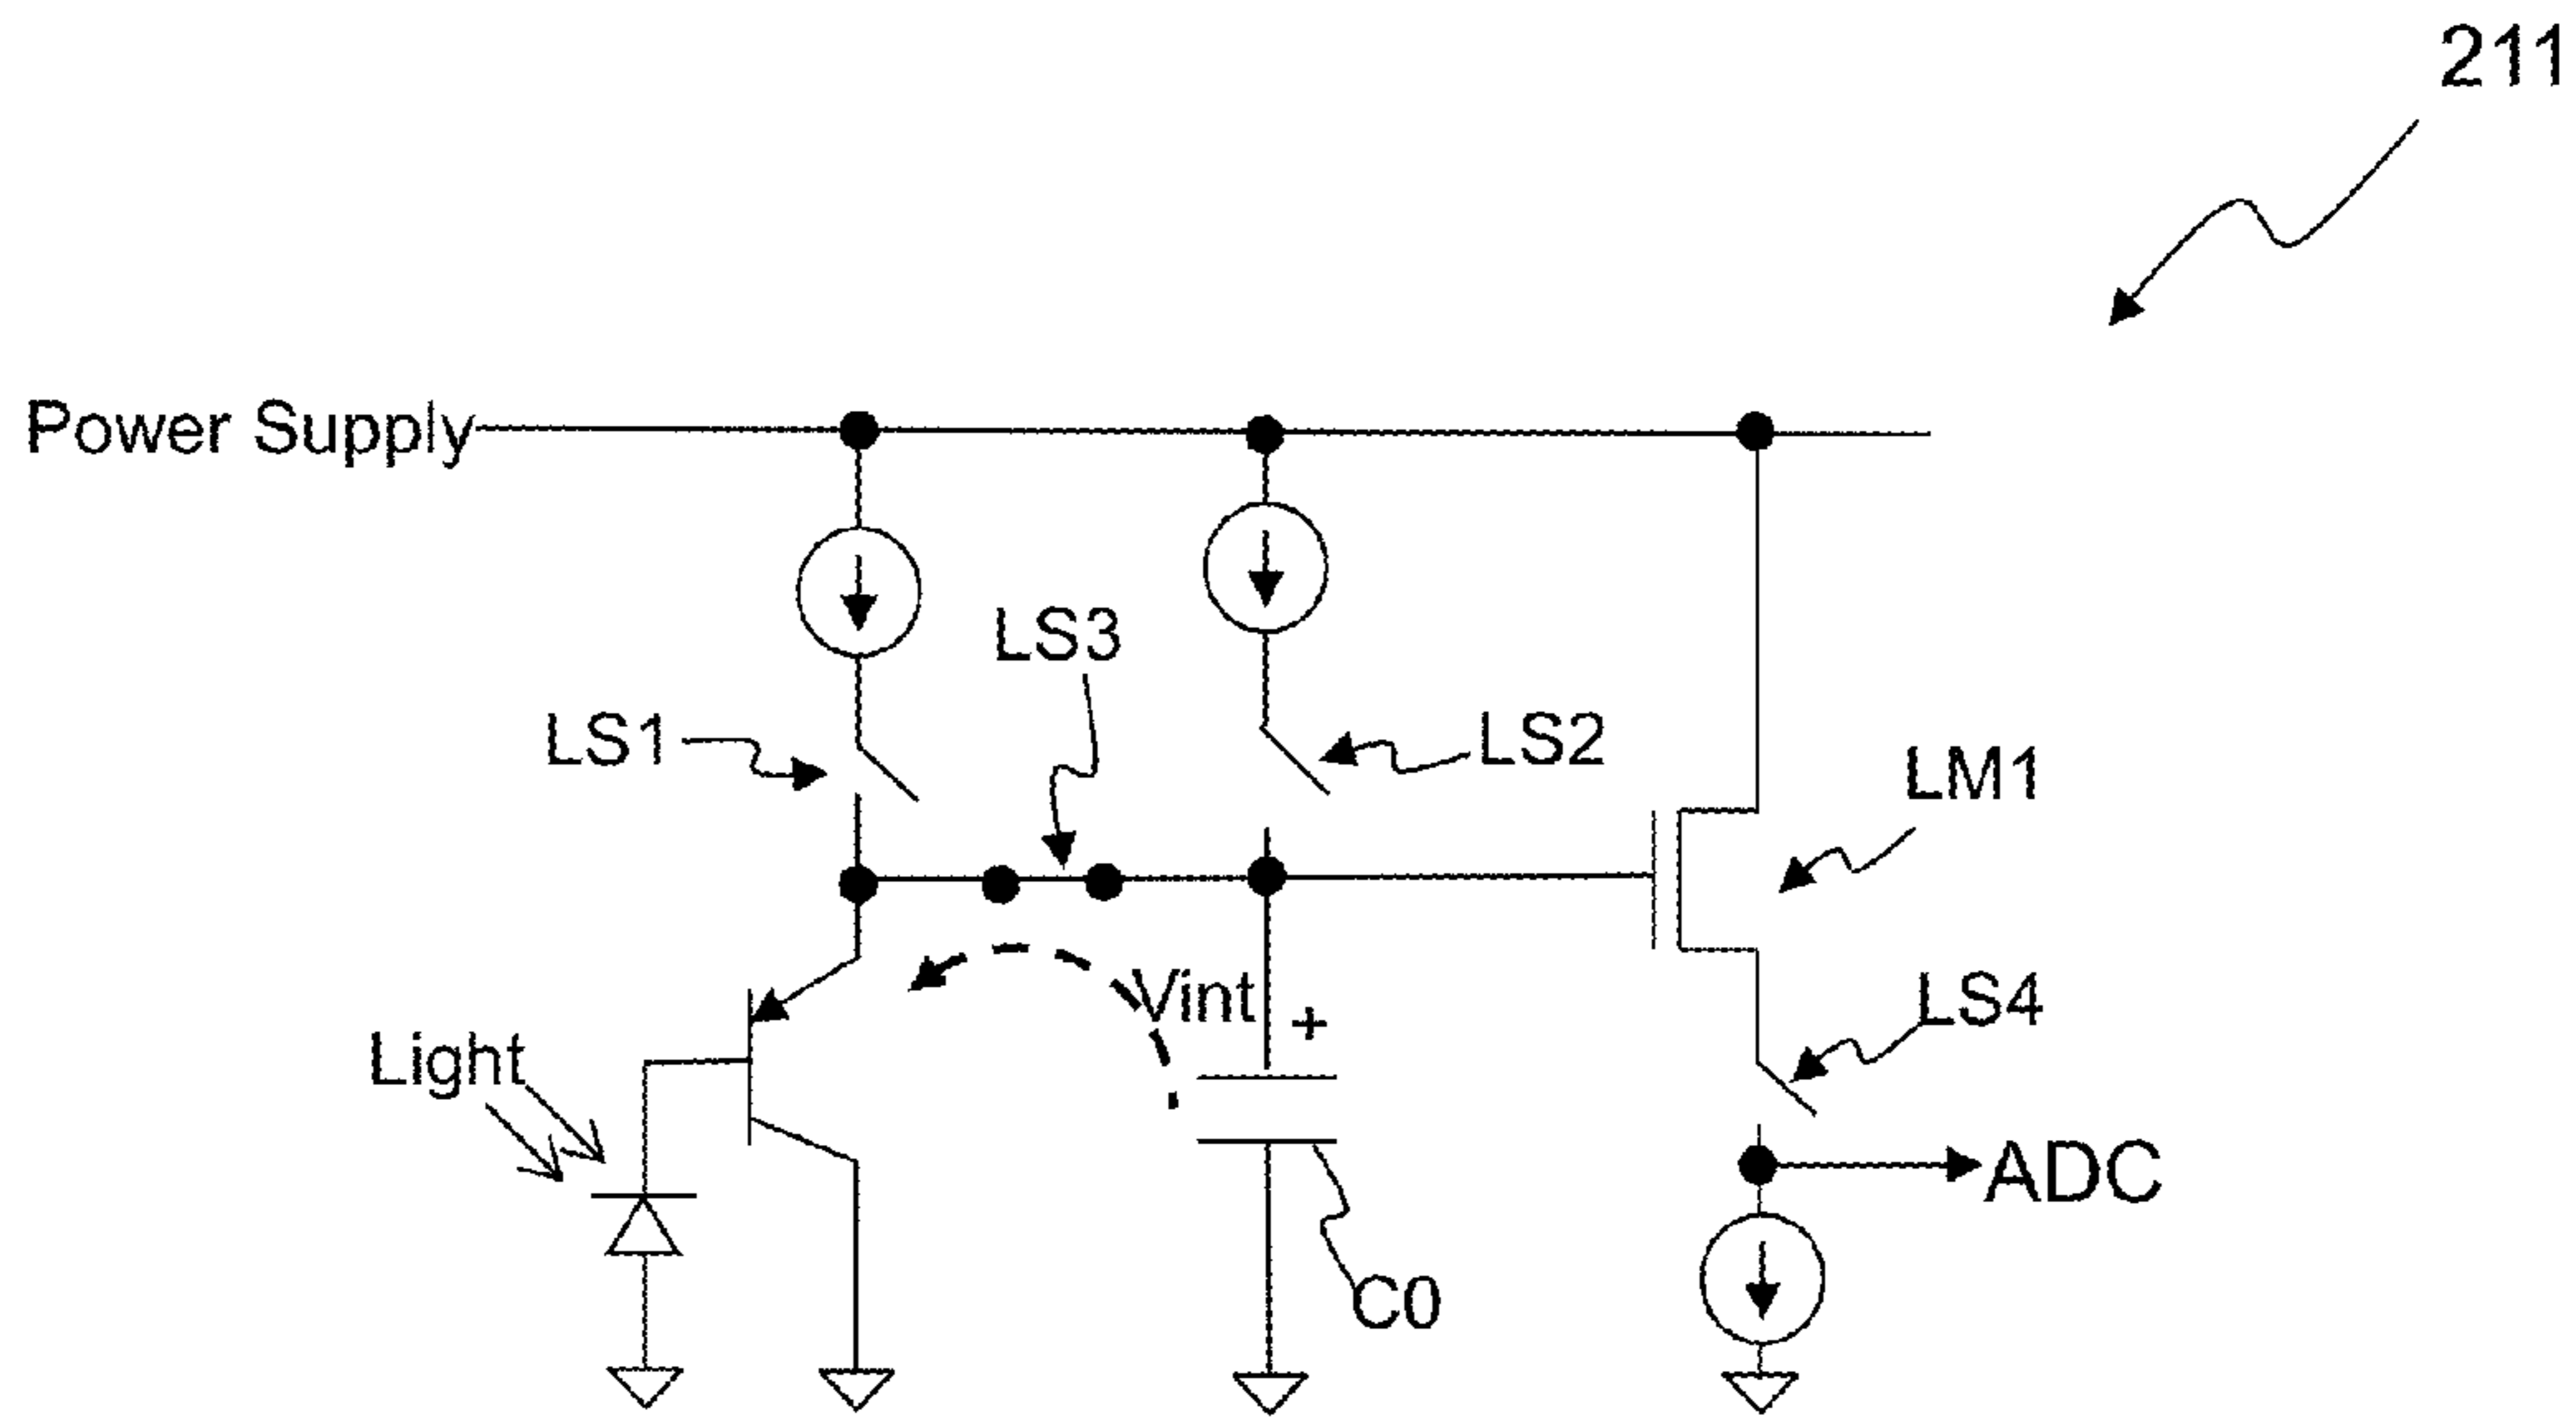 211
Power Supply
LS3
LS1
LS2
LM1
Vint
+
LS4
Light
ADC
C0